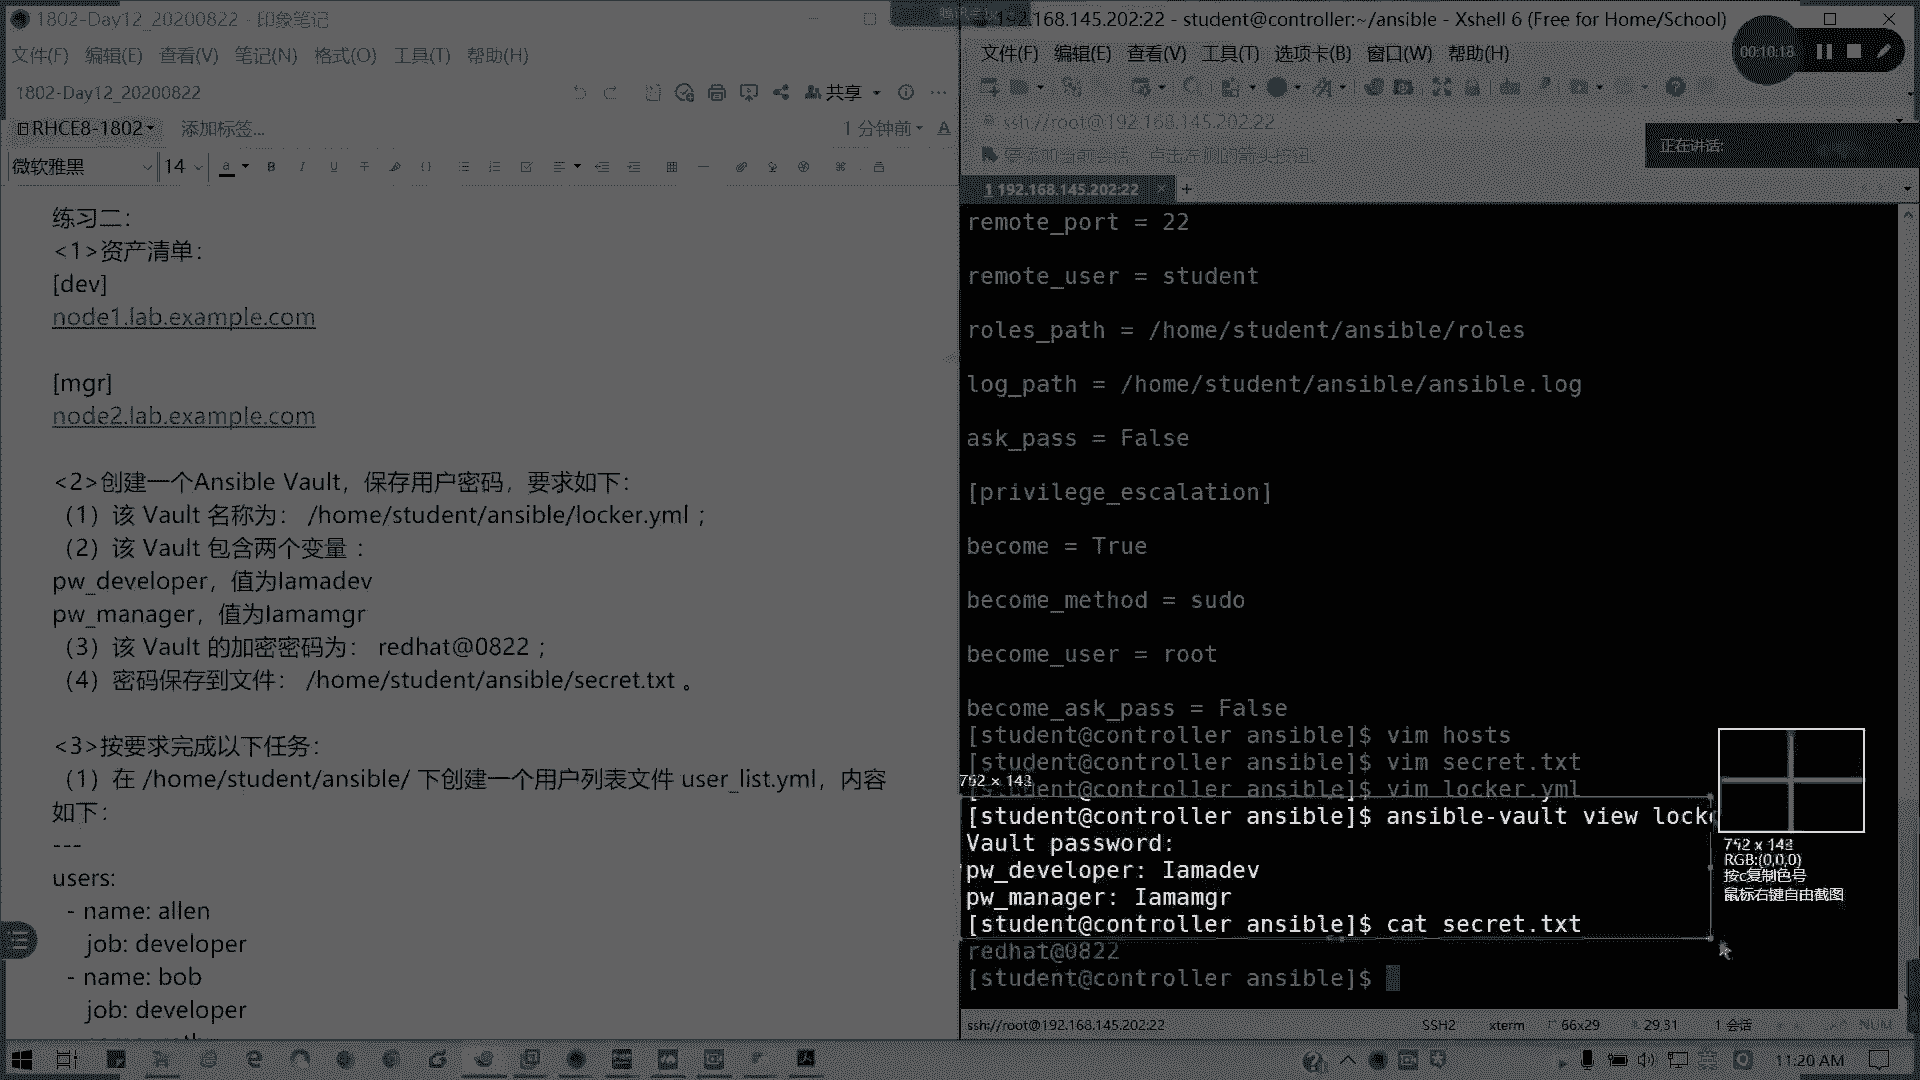 1802-Day12_20200822 - 印象笔记
文件(F) 编辑(E) 查看(V) 笔记(N) 格式(O) 工具(T) 帮助(H)
1802-Day12_20200822
共享
RHCE8-1802
添加标签...
1 分钟前
微软雅黑
14
练习二：
<1>资产清单：
[dev]
node1.lab.example.com
[mgr]
node2.lab.example.com
<2>创建一个Ansible Vault，保存用户密码，要求如下：
（1）该 Vault 名称为： /home/student/ansible/locker.yml ；
（2）该 Vault 包含两个变量 ：
pw_developer，值为Iamadev
pw_manager，值为Iamamgr
（3）该 Vault 的加密密码为： redhat@0822 ；
（4）密码保存到文件： /home/student/ansible/secret.txt 。
<3>按要求完成以下任务：
（1）在 /home/student/ansible/ 下创建一个用户列表文件 user_list.yml，内容
如下：
---
users:
- name: allen
job: developer
- name: bob
job: developer
.168.145.202:22 - student@controller:~/ansible - Xshell 6 (Free for Home/School)
文件(F) 编辑(E) 查看(V) 工具(T) 选项卡(B) 窗口(W) 帮助(H)
00:10:18
ssh://root@192.168.145.202:22
要添加当前会话，点击左侧的箭头按钮。
正在讲话:
1 192.168.145.202:22
remote_port = 22
remote_user = student
roles_path = /home/student/ansible/roles
log_path = /home/student/ansible/ansible.log
ask_pass = False
[privilege_escalation]
become = True
become_method = sudo
become_user = root
become_ask_pass = False
[student@controller ansible]$ vim hosts
[student@controller ansible]$ vim secret.txt
[student@controller ansible]$ vim locker.yml
[student@controller ansible]$ ansible-vault view lock
Vault password:
pw_developer: Iamadev
pw_manager: Iamamgr
[student@controller ansible]$ cat secret.txt
redhat@0822
[student@controller ansible]$
762 x 143
RGB:(0,0,0)
按c复制色号
鼠标右键自由截图
ssh://root@192.168.145.202:22
SSH2
xterm
66x29
29,31
1 会话
NUM
11:20 AM